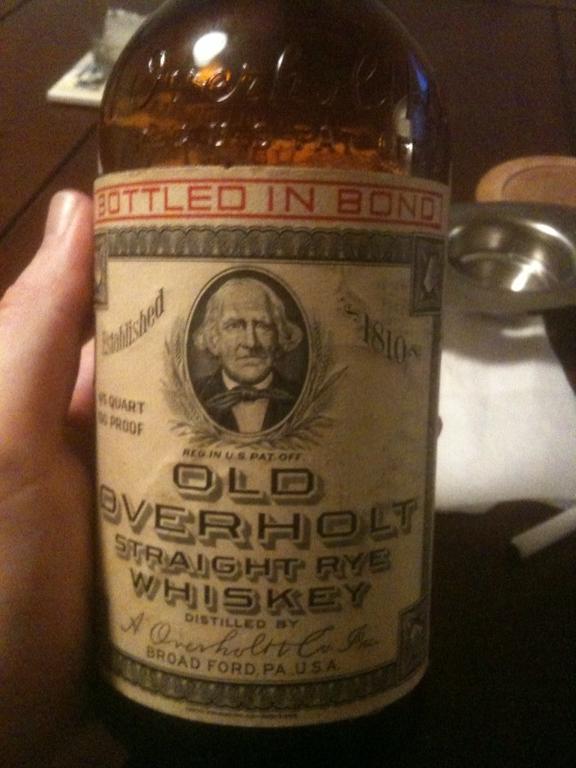 Overholt
BOTTLED IN BOND
Established
1810
4/5 QUART
100 PROOF
REG. IN U.S. PAT. OFF.
OLD
OVERHOLT
STRAIGHT RYE
WHISKEY
DISTILLED BY
A Overholt & Co. Inc.
BROAD FORD, PA. U.S.A.